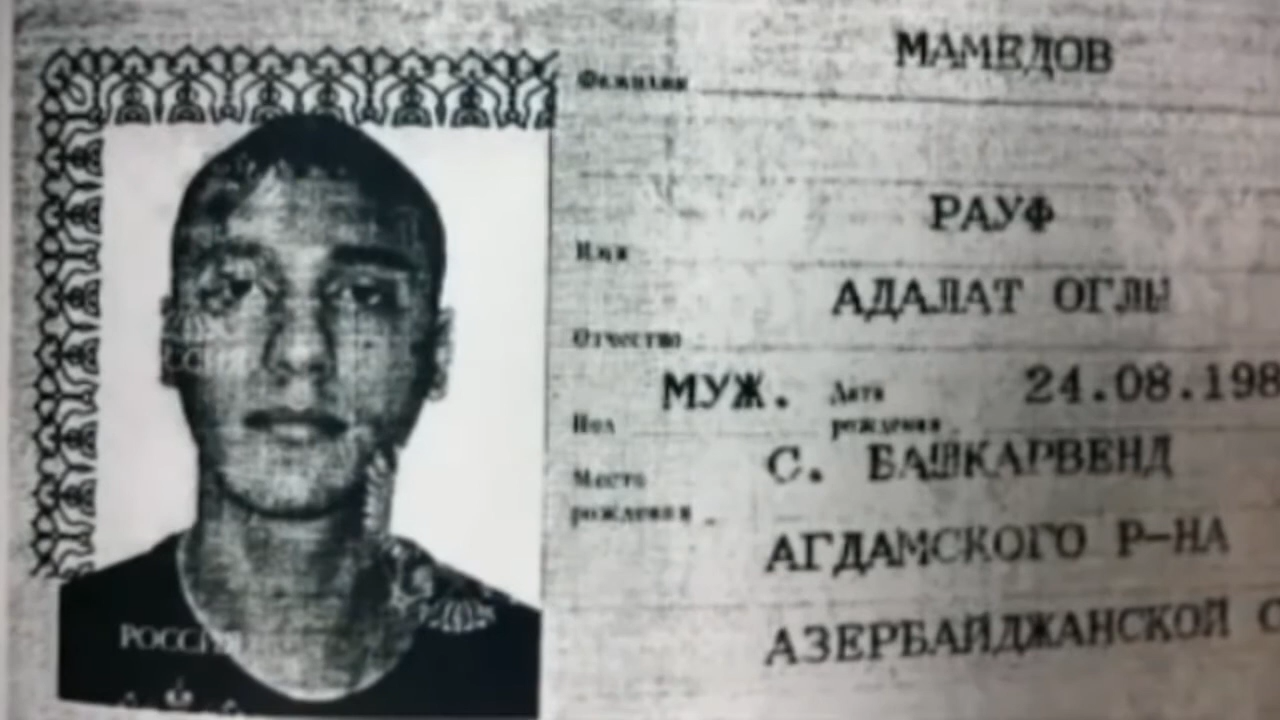 МАМЕДОВ
Фамилия
РАУФ
Имя
АДАЛАТ ОГЛЫ
Отчество
МУЖ. Дата рождения 24.08.198
Пол
С. БАШКАРВЕНД
Место
рождения
АГДАМСКОГО Р-НА
АЗЕРБАЙДЖАНСКОЙ С
РОССИЯ